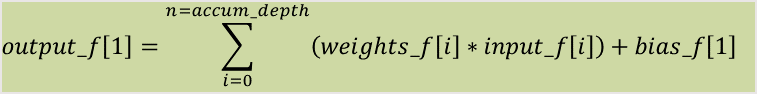 n=accum_depth
output_f[1] = ∑ (weights_f[i] * input_f[i]) + bias_f[1]
i=0